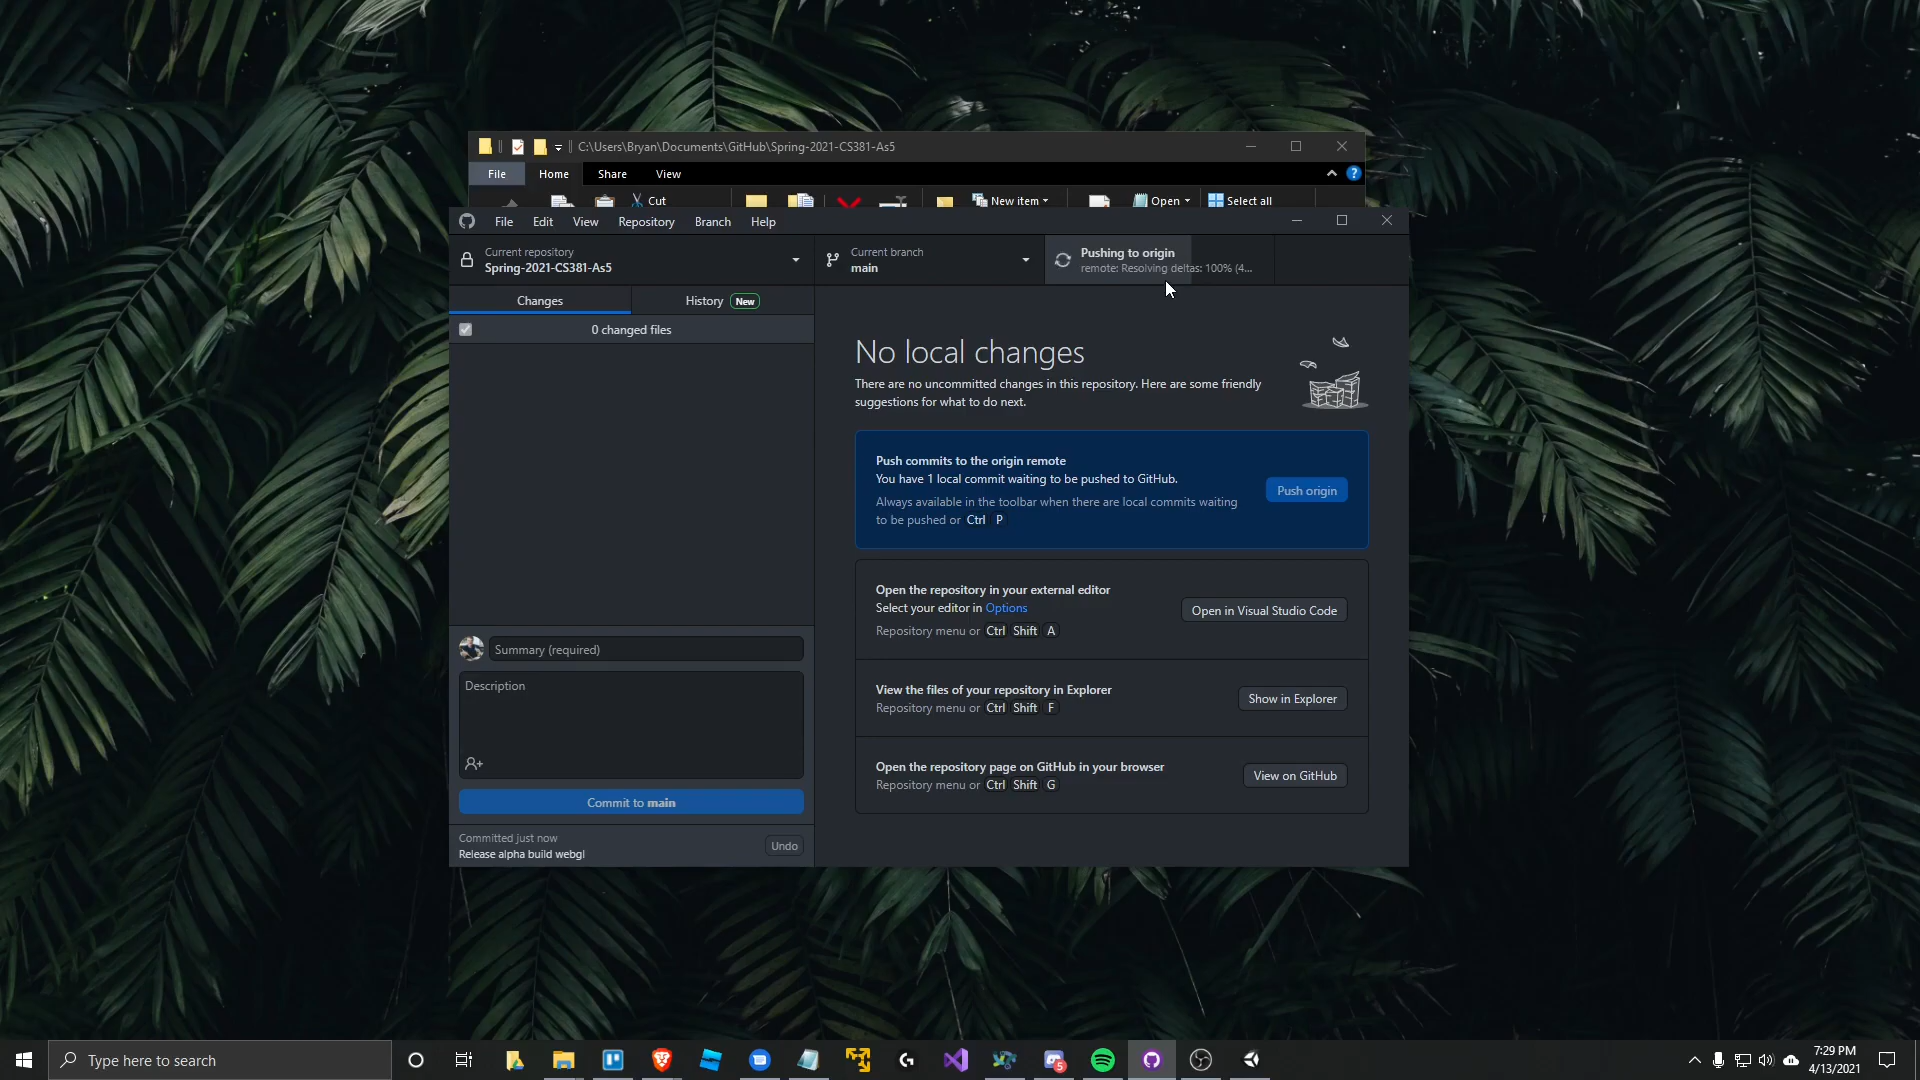 C:\Users\Bryan\Documents\GitHub\Spring-2021-CS381-As5
File Home Share View
Cut New item Open Select all
File Edit View Repository Branch Help
Current repository
Spring-2021-CS381-As5
Current branch
main
Pushing to origin
remote: Resolving deltas: 100% (4...
Changes
History New
0 changed files
No local changes
There are no uncommitted changes in this repository. Here are some friendly
suggestions for what to do next.
Push commits to the origin remote
You have 1 local commit waiting to be pushed to GitHub.
Always available in the toolbar when there are local commits waiting
to be pushed or Ctrl P
Push origin
Open the repository in your external editor
Select your editor in Options
Repository menu or Ctrl Shift A
Open in Visual Studio Code
View the files of your repository in Explorer
Repository menu or Ctrl Shift F
Show in Explorer
Open the repository page on GitHub in your browser
Repository menu or Ctrl Shift G
View on GitHub
Summary (required)
Description
Commit to main
Committed just now
Release alpha build webgl
Undo
Type here to search
5
7:29 PM
4/13/2021